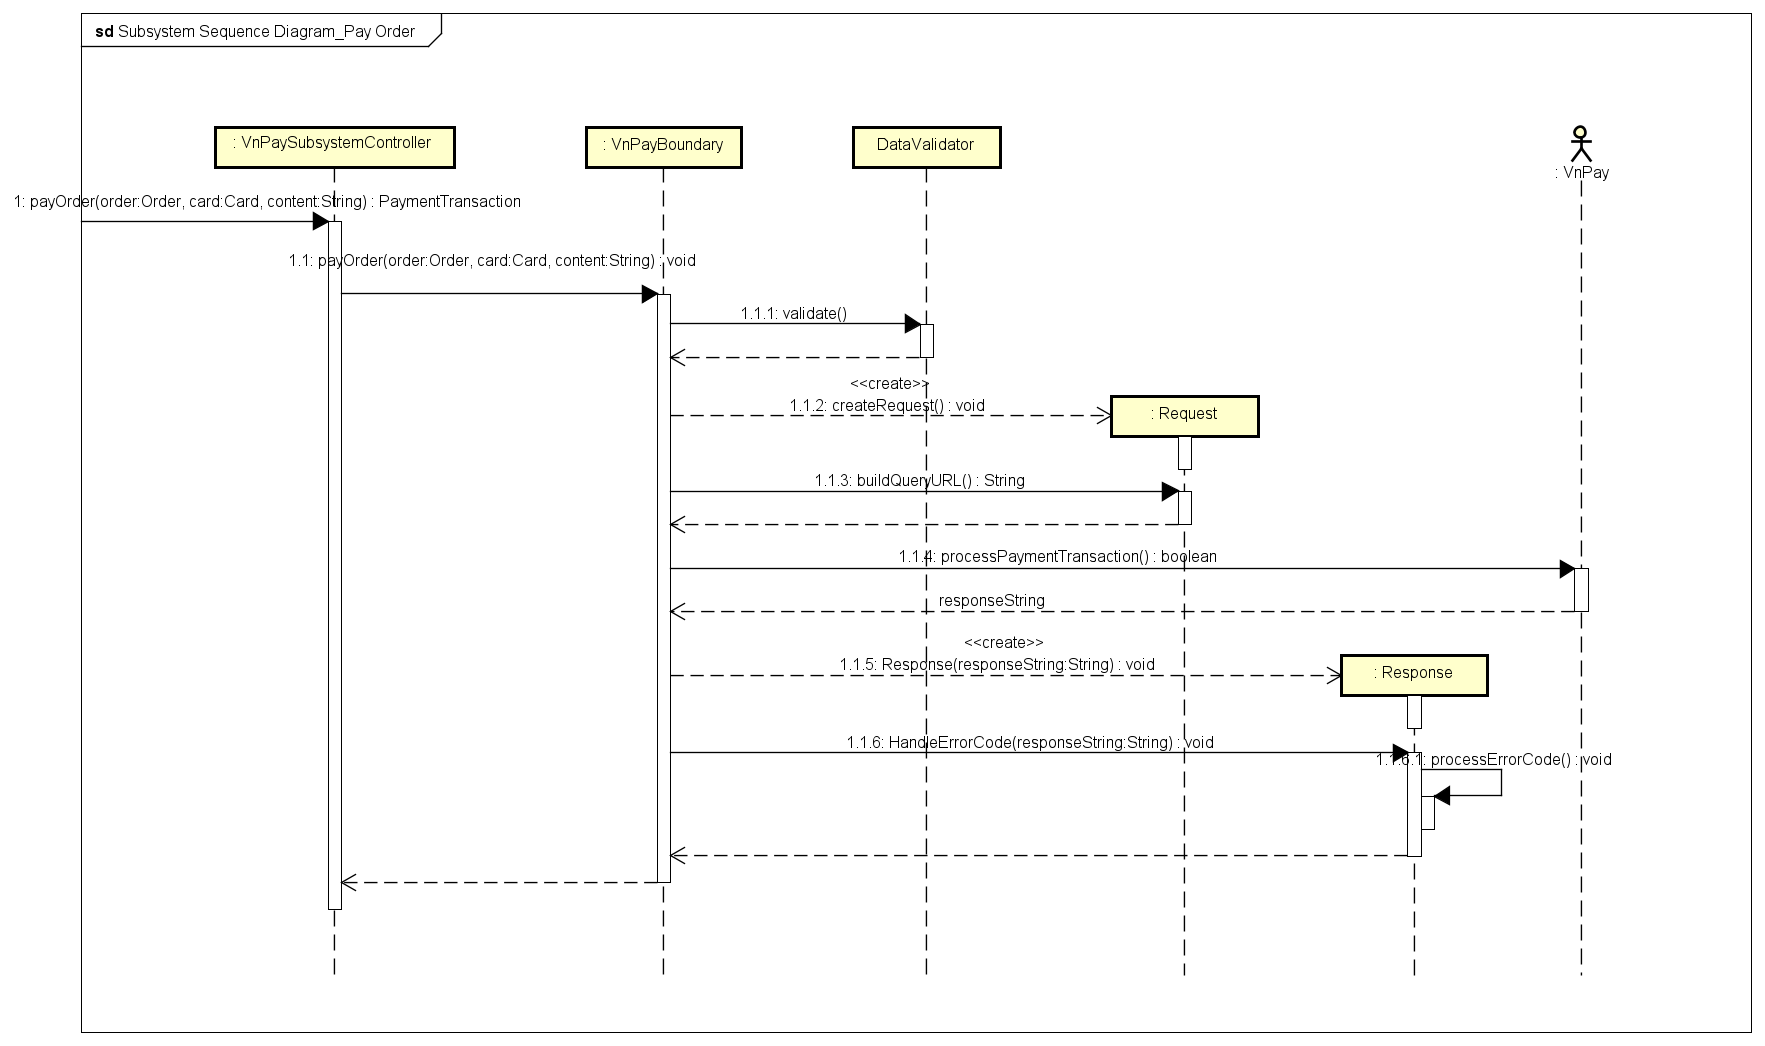 sd Subsystem Sequence Diagram_Pay Order
: VnPaySubsystemController
: VnPayBoundary
DataValidator
: VnPay
1: payOrder(order:Order, card:Card, content:String) : PaymentTransaction
1.1: payOrder(order:Order, card:Card, content:String) : void
1.1.1: validate()
<<create>>
1.1.2: createRequest() : void
: Request
1.1.3: buildQueryURL() : String
1.1.4: processPaymentTransaction() : boolean
responseString
<<create>>
1.1.5: Response(responseString:String) : void
: Response
1.1.6: HandleErrorCode(responseString:String) : void
1.1.6.1: processErrorCode() : void